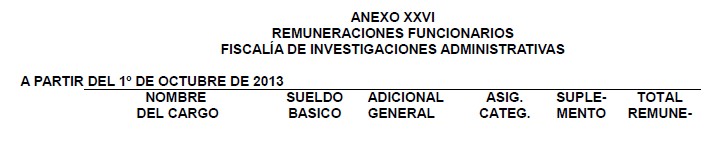 ANEXO XXVI
REMUNERACIONES FUNCIONARIOS
FISCALÍA DE INVESTIGACIONES ADMINISTRATIVAS
A PARTIR DEL 1º DE OCTUBRE DE 2013
NOMBRE SUELDO ADICIONAL ASIG. SUPLE- TOTAL
DEL CARGO BASICO GENERAL CATEG. MENTO REMUNE-